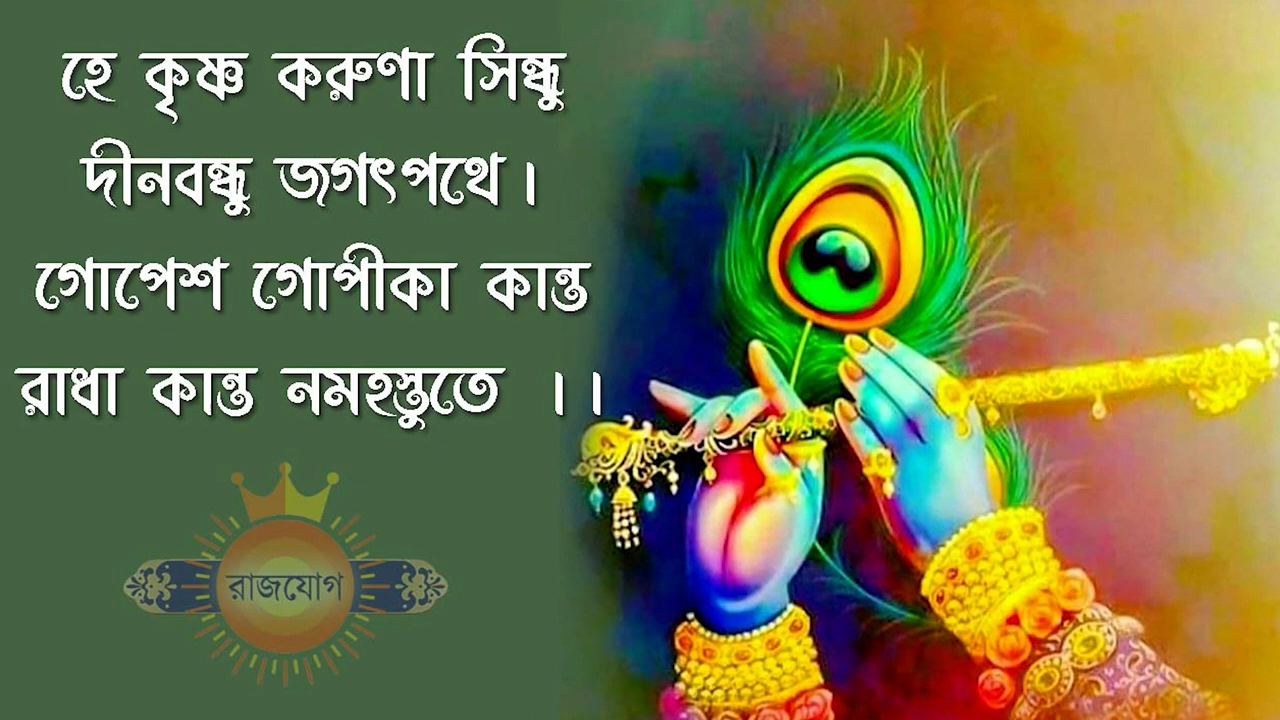 হে কৃষ্ণ করুণা সিন্ধু
দীনবন্ধু জগৎপথে।
গোপেশ গোপীকা কান্ত
রাধা কান্ত নমহস্তুতে ।।
রাজযোগ